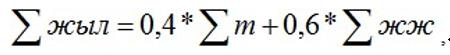 ∑жыл = 0,4 * ∑т + 0,6 * ∑жж ,